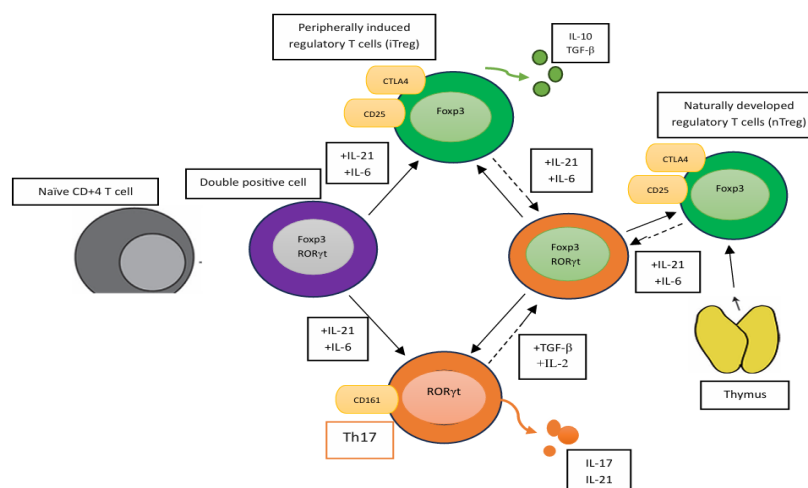 Peripherally induced
regulatory T cells (iTreg)
IL-10
TGF-β
CTLA4
CD25
Foxp3
Naturally developed
regulatory T cells (nTreg)
CTLA4
CD25
Foxp3
+IL-21
+IL-6
+IL-21
+IL-6
Naïve CD+4 T cell
Double positive cell
Foxp3
RORγt
Foxp3
RORγt
+IL-21
+IL-6
+IL-21
+IL-6
+TGF-β
+IL-2
Thymus
CD161
RORγt
Th17
IL-17
IL-21